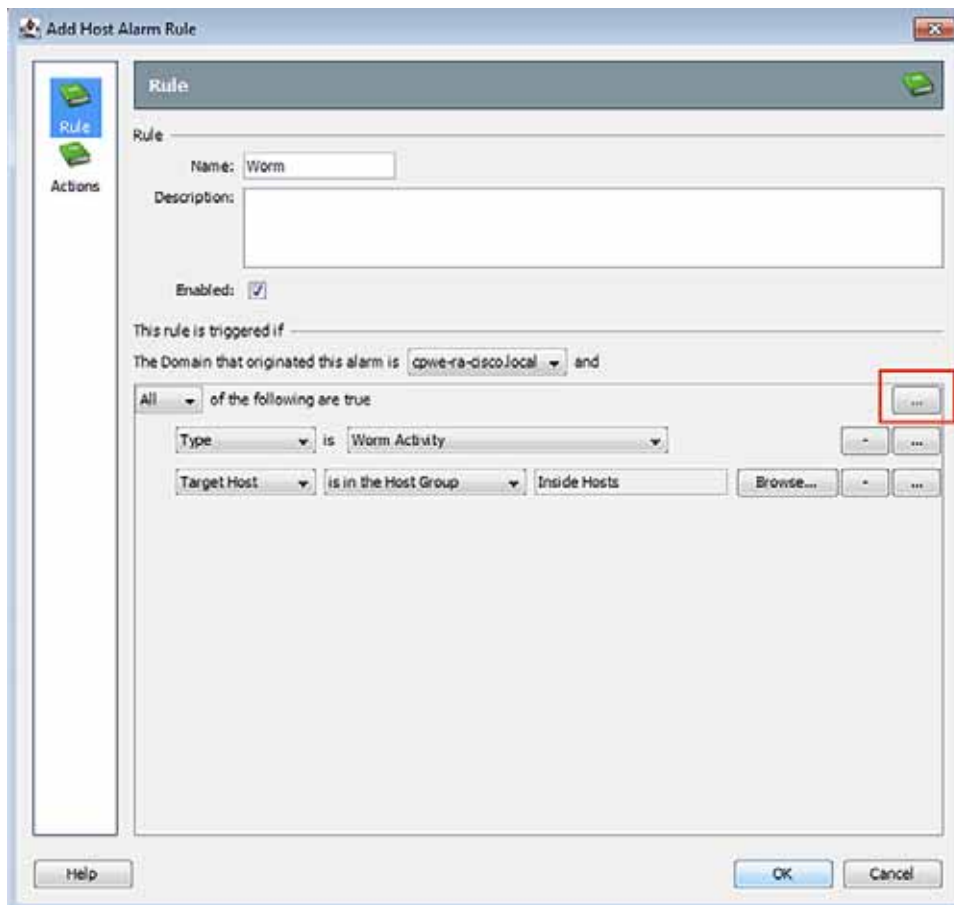 Add Host Alarm Rule
Rule
Actions
Rule
Rule
Name: Worm
Description:
Enabled:
This rule is triggered if
The Domain that originated this alarm is cpwe-ra-cisco.local and
All of the following are true ...
Type is Worm Activity - ...
Target Host is in the Host Group Inside Hosts Browse... - ...
Help OK Cancel